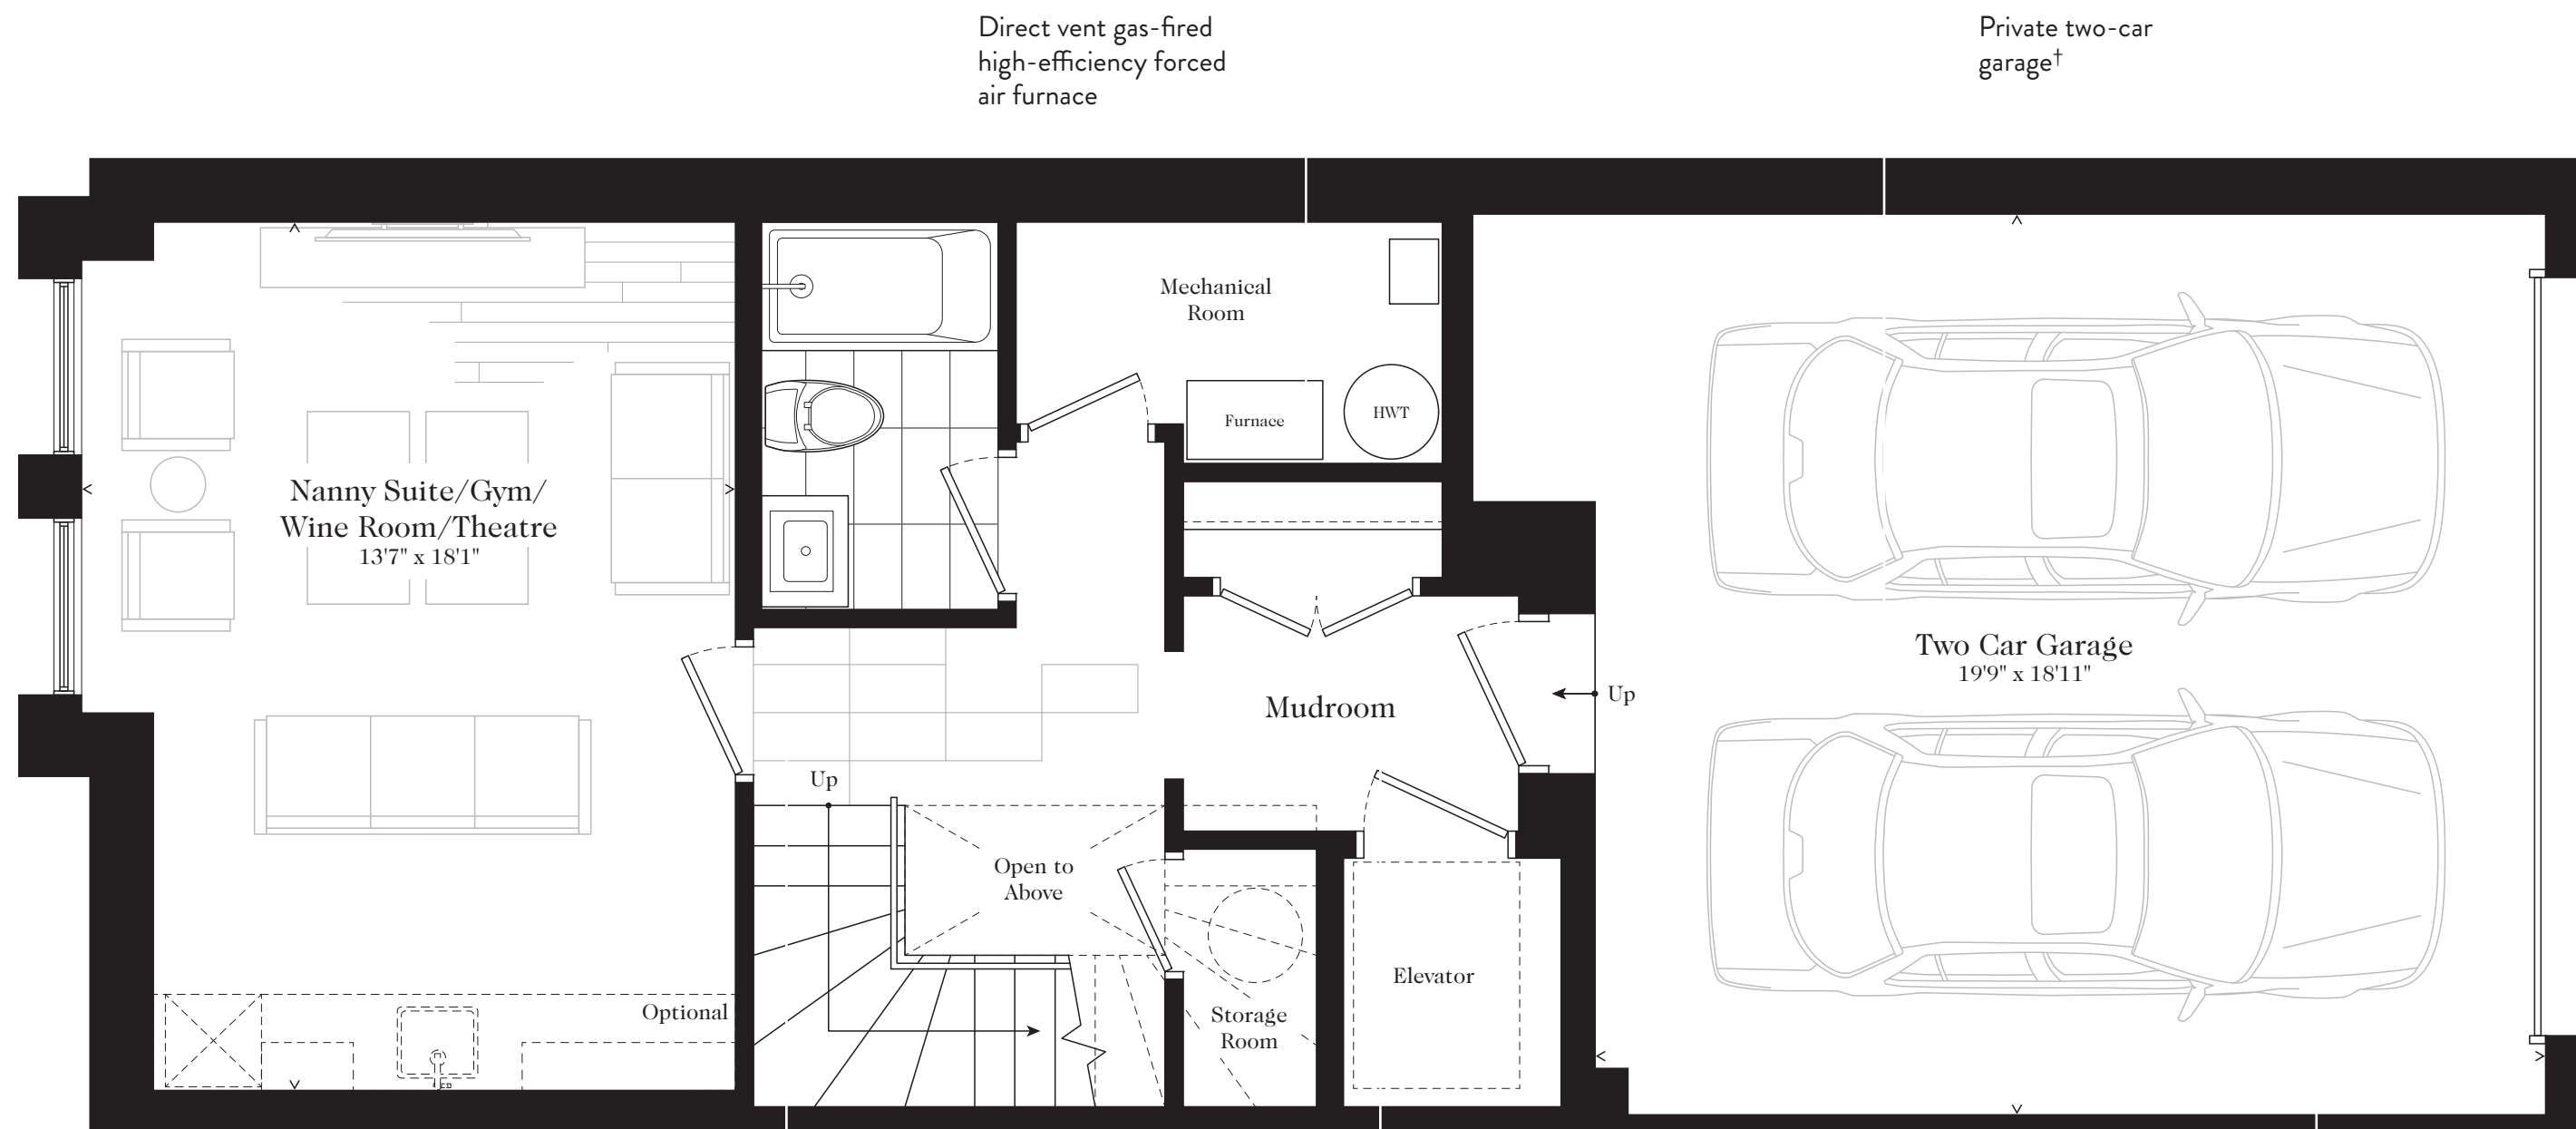 Direct vent gas-fired
high-efficiency forced
air furnace
Private two-car
garage†
Mechanical
Room
Furnace
HWT
Nanny Suite/Gym/
Wine Room/Theatre
13'7" x 18'1"
Two Car Garage
19'9" x 18'11"
Up
Mudroom
Up
Open to
Above
Elevator
Storage
Room
Optional